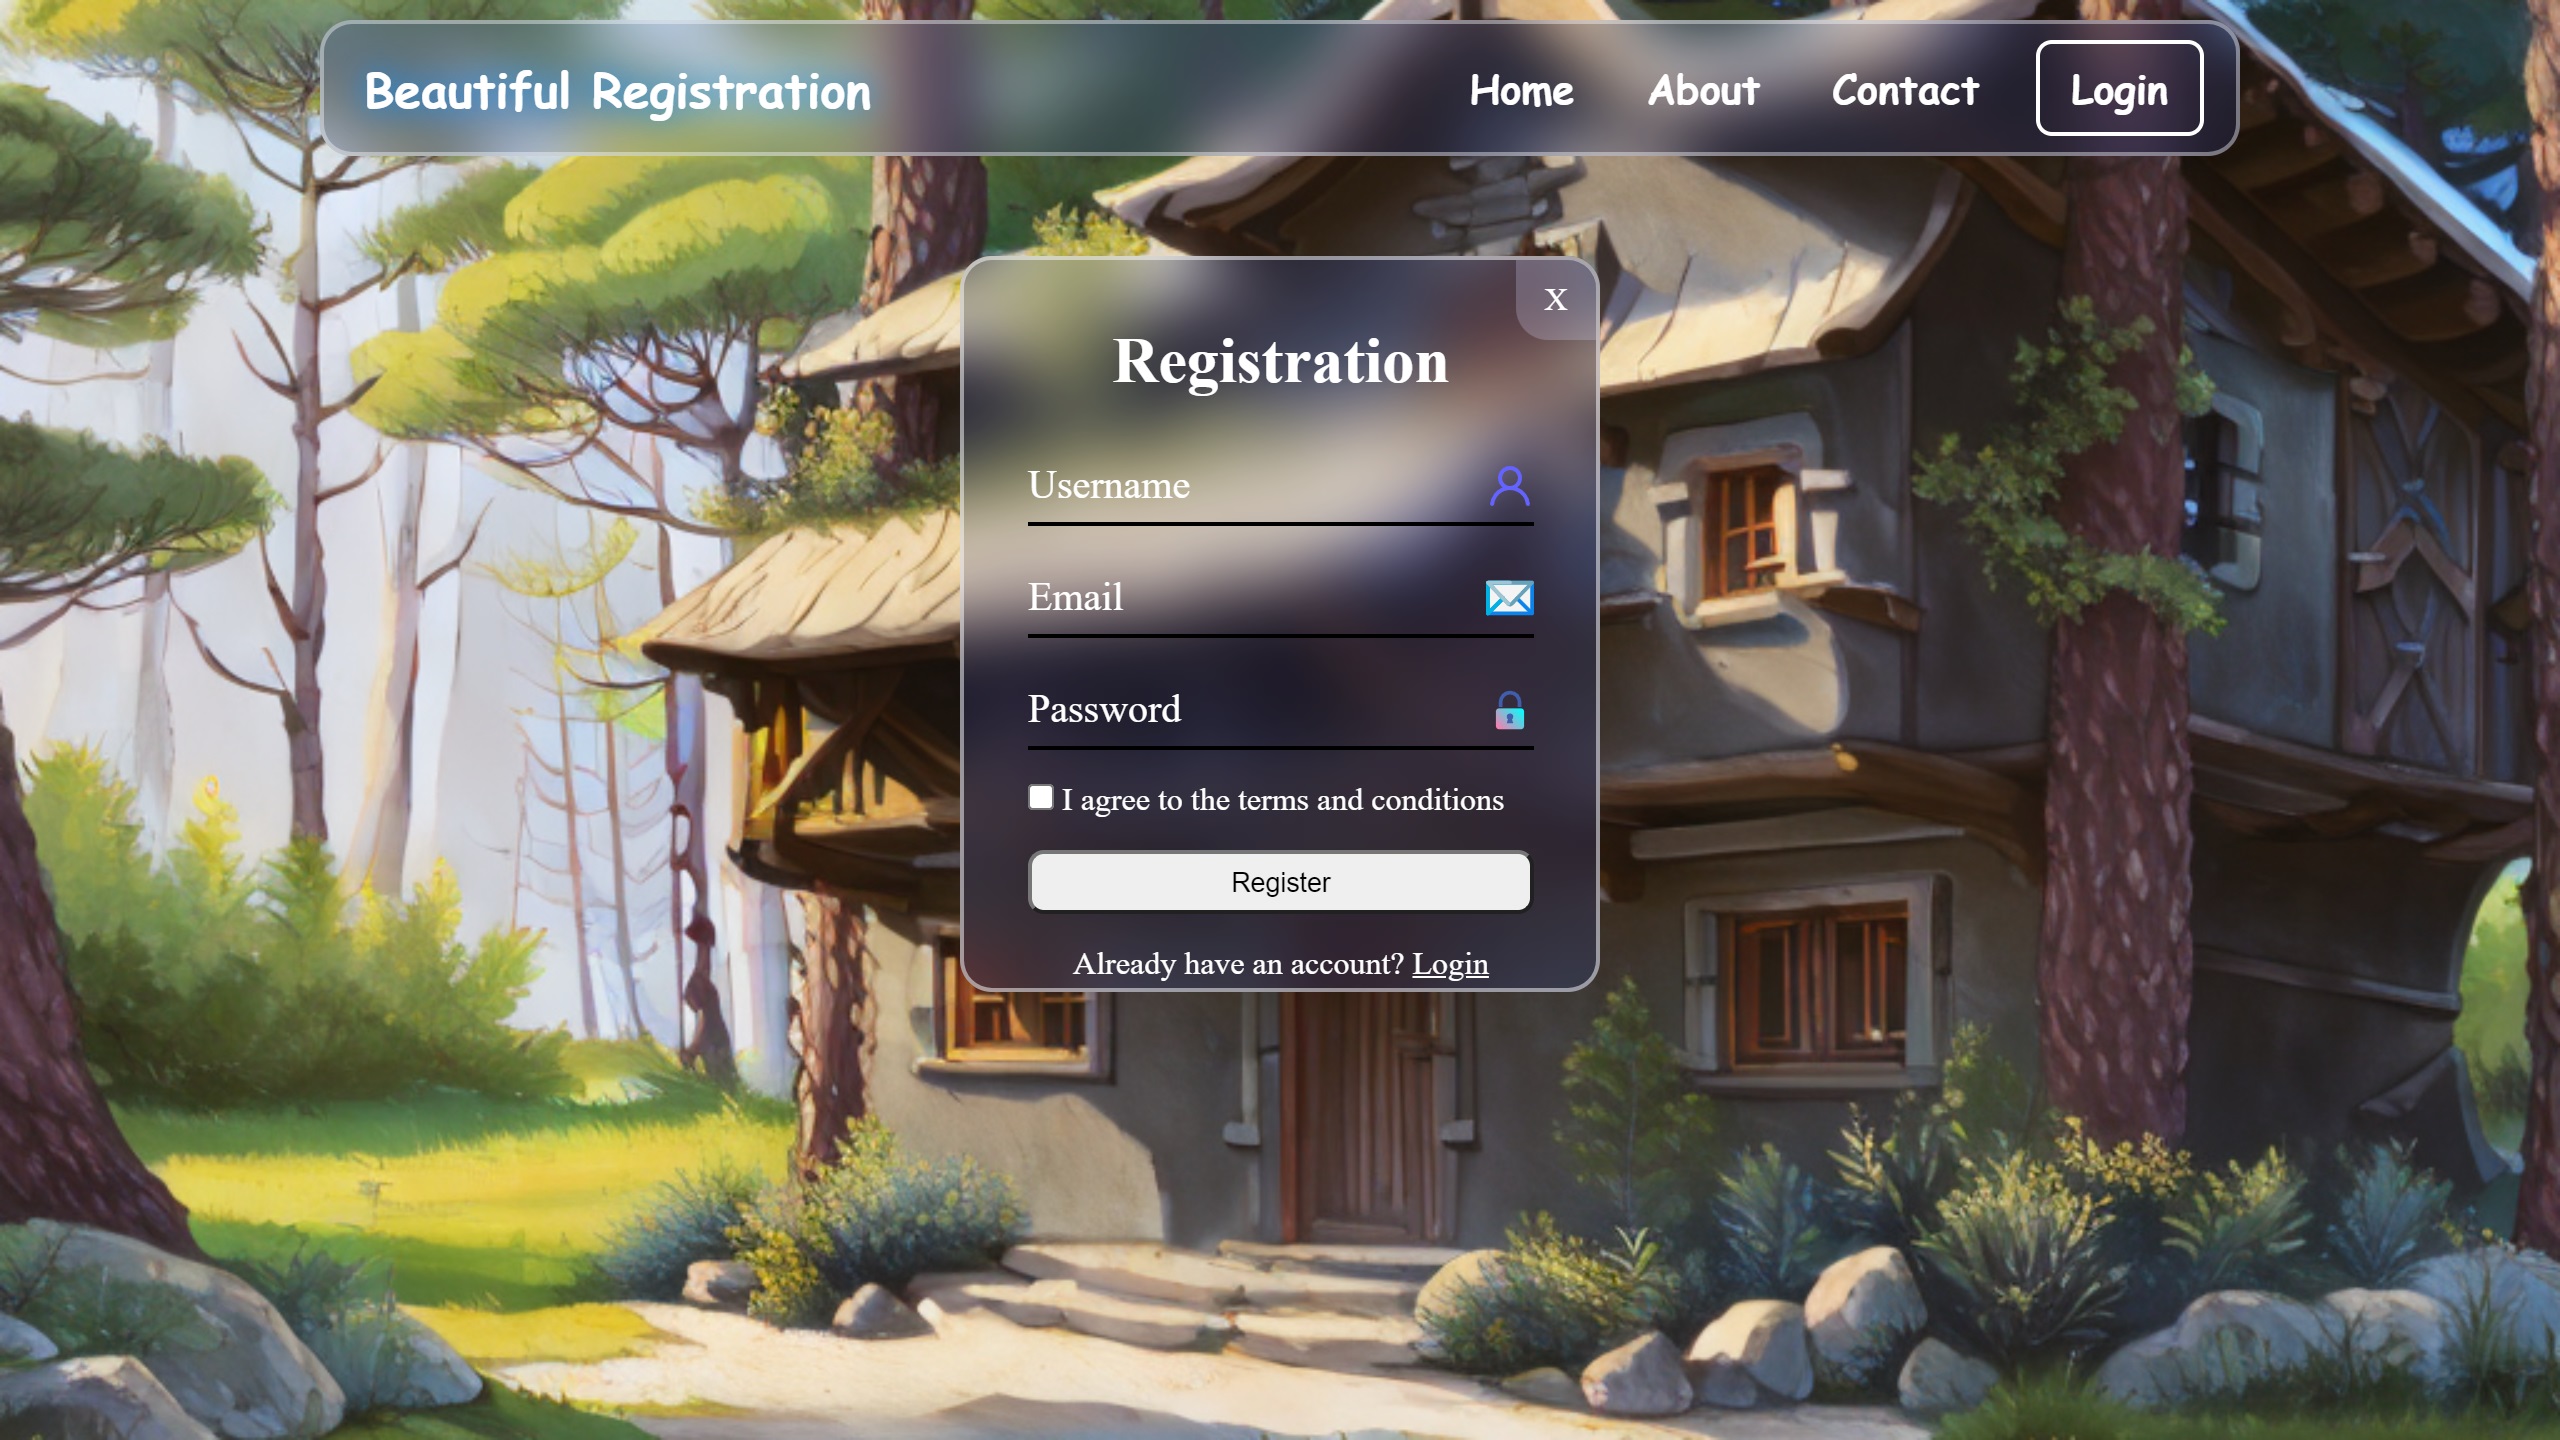 Beautiful Registration Home About Contact Login
X
Registration
Username
Email
Password
I agree to the terms and conditions
Register
Already have an account? Login